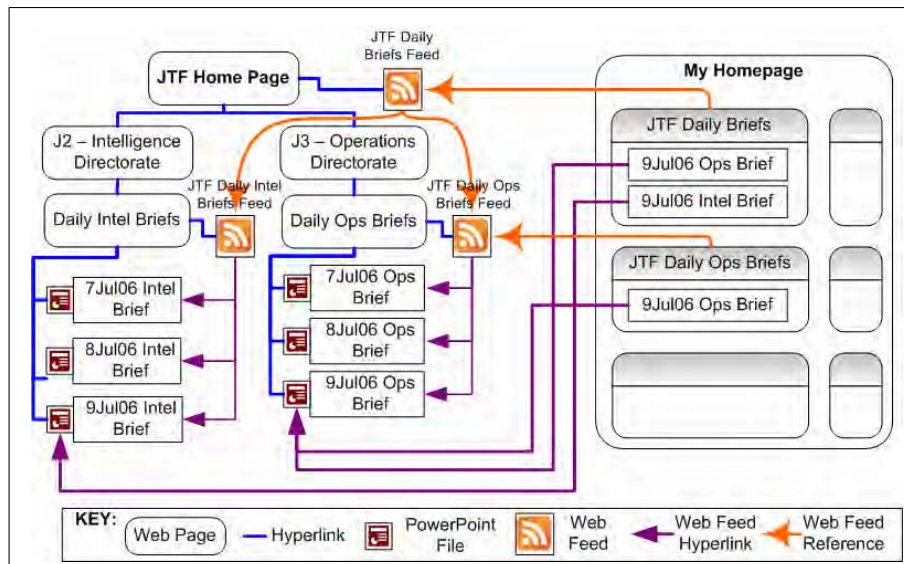 JTF Daily
Briefs Feed
JTF Home Page
My Homepage
JTF Daily Briefs
9Jul06 Ops Brief
9Jul06 Intel Brief
J2 – Intelligence
Directorate
J3 – Operations
Directorate
JTF Daily Intel
Briefs Feed
JTF Daily Ops
Briefs Feed
Daily Intel Briefs
Daily Ops Briefs
JTF Daily Ops Briefs
9Jul06 Ops Brief
7Jul06 Intel
Brief
8Jul06 Intel
Brief
9Jul06 Intel
Brief
7Jul06 Ops
Brief
8Jul06 Ops
Brief
9Jul06 Ops
Brief
KEY:
Web Page
Hyperlink
PowerPoint
File
Web
Feed
Web Feed
Hyperlink
Web Feed
Reference